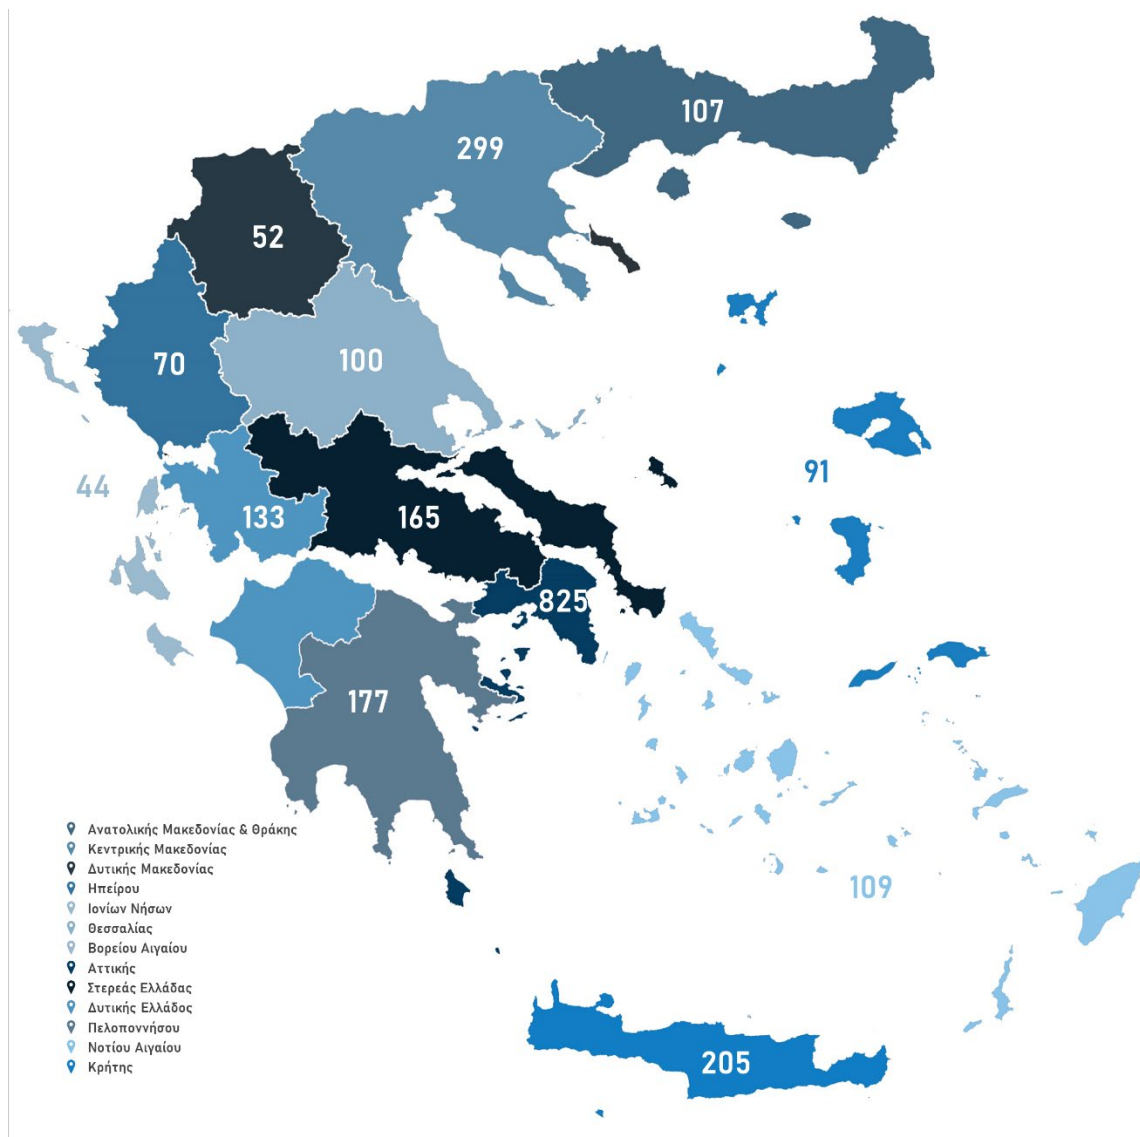 107
299
52
70
100
44
91
133
165
825
177
109
205
Ανατολικής Μακεδονίας & Θράκης
Κεντρικής Μακεδονίας
Δυτικής Μακεδονίας
Ηπείρου
Ιονίων Νήσων
Θεσσαλίας
Βορείου Αιγαίου
Αττικής
Στερεάς Ελλάδας
Δυτικής Ελλάδος
Πελοποννήσου
Νοτίου Αιγαίου
Κρήτης